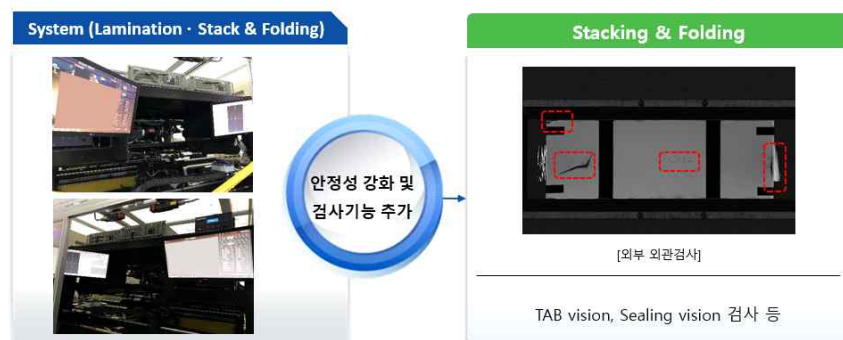 System (Lamination · Stack & Folding)
안정성 강화 및
검사기능 추가
Stacking & Folding
[외부 외관검사]
TAB vision, Sealing vision 검사 등